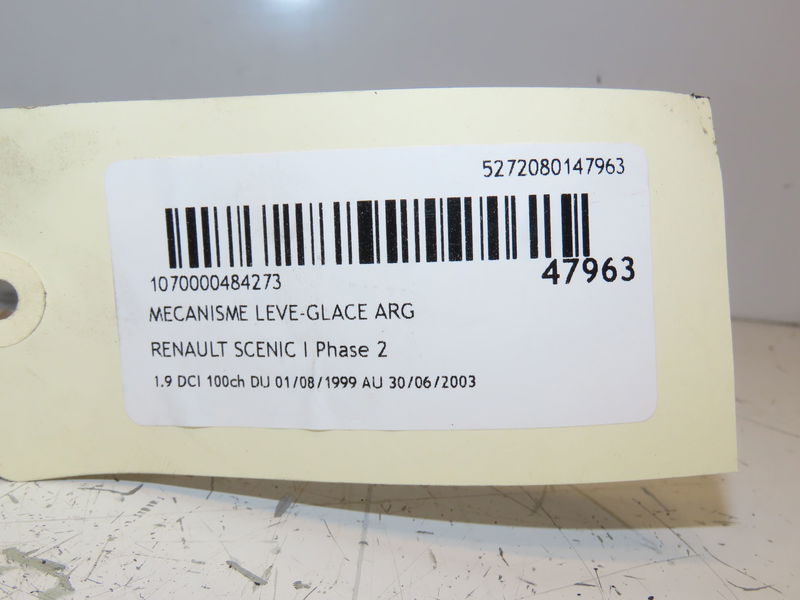 5272080147963
1070000484273
47963
MECANISME LEVE-GLACE ARG
RENAULT SCENIC I Phase 2
1.9 DCI 100ch DU 01/08/1999 AU 30/06/2003